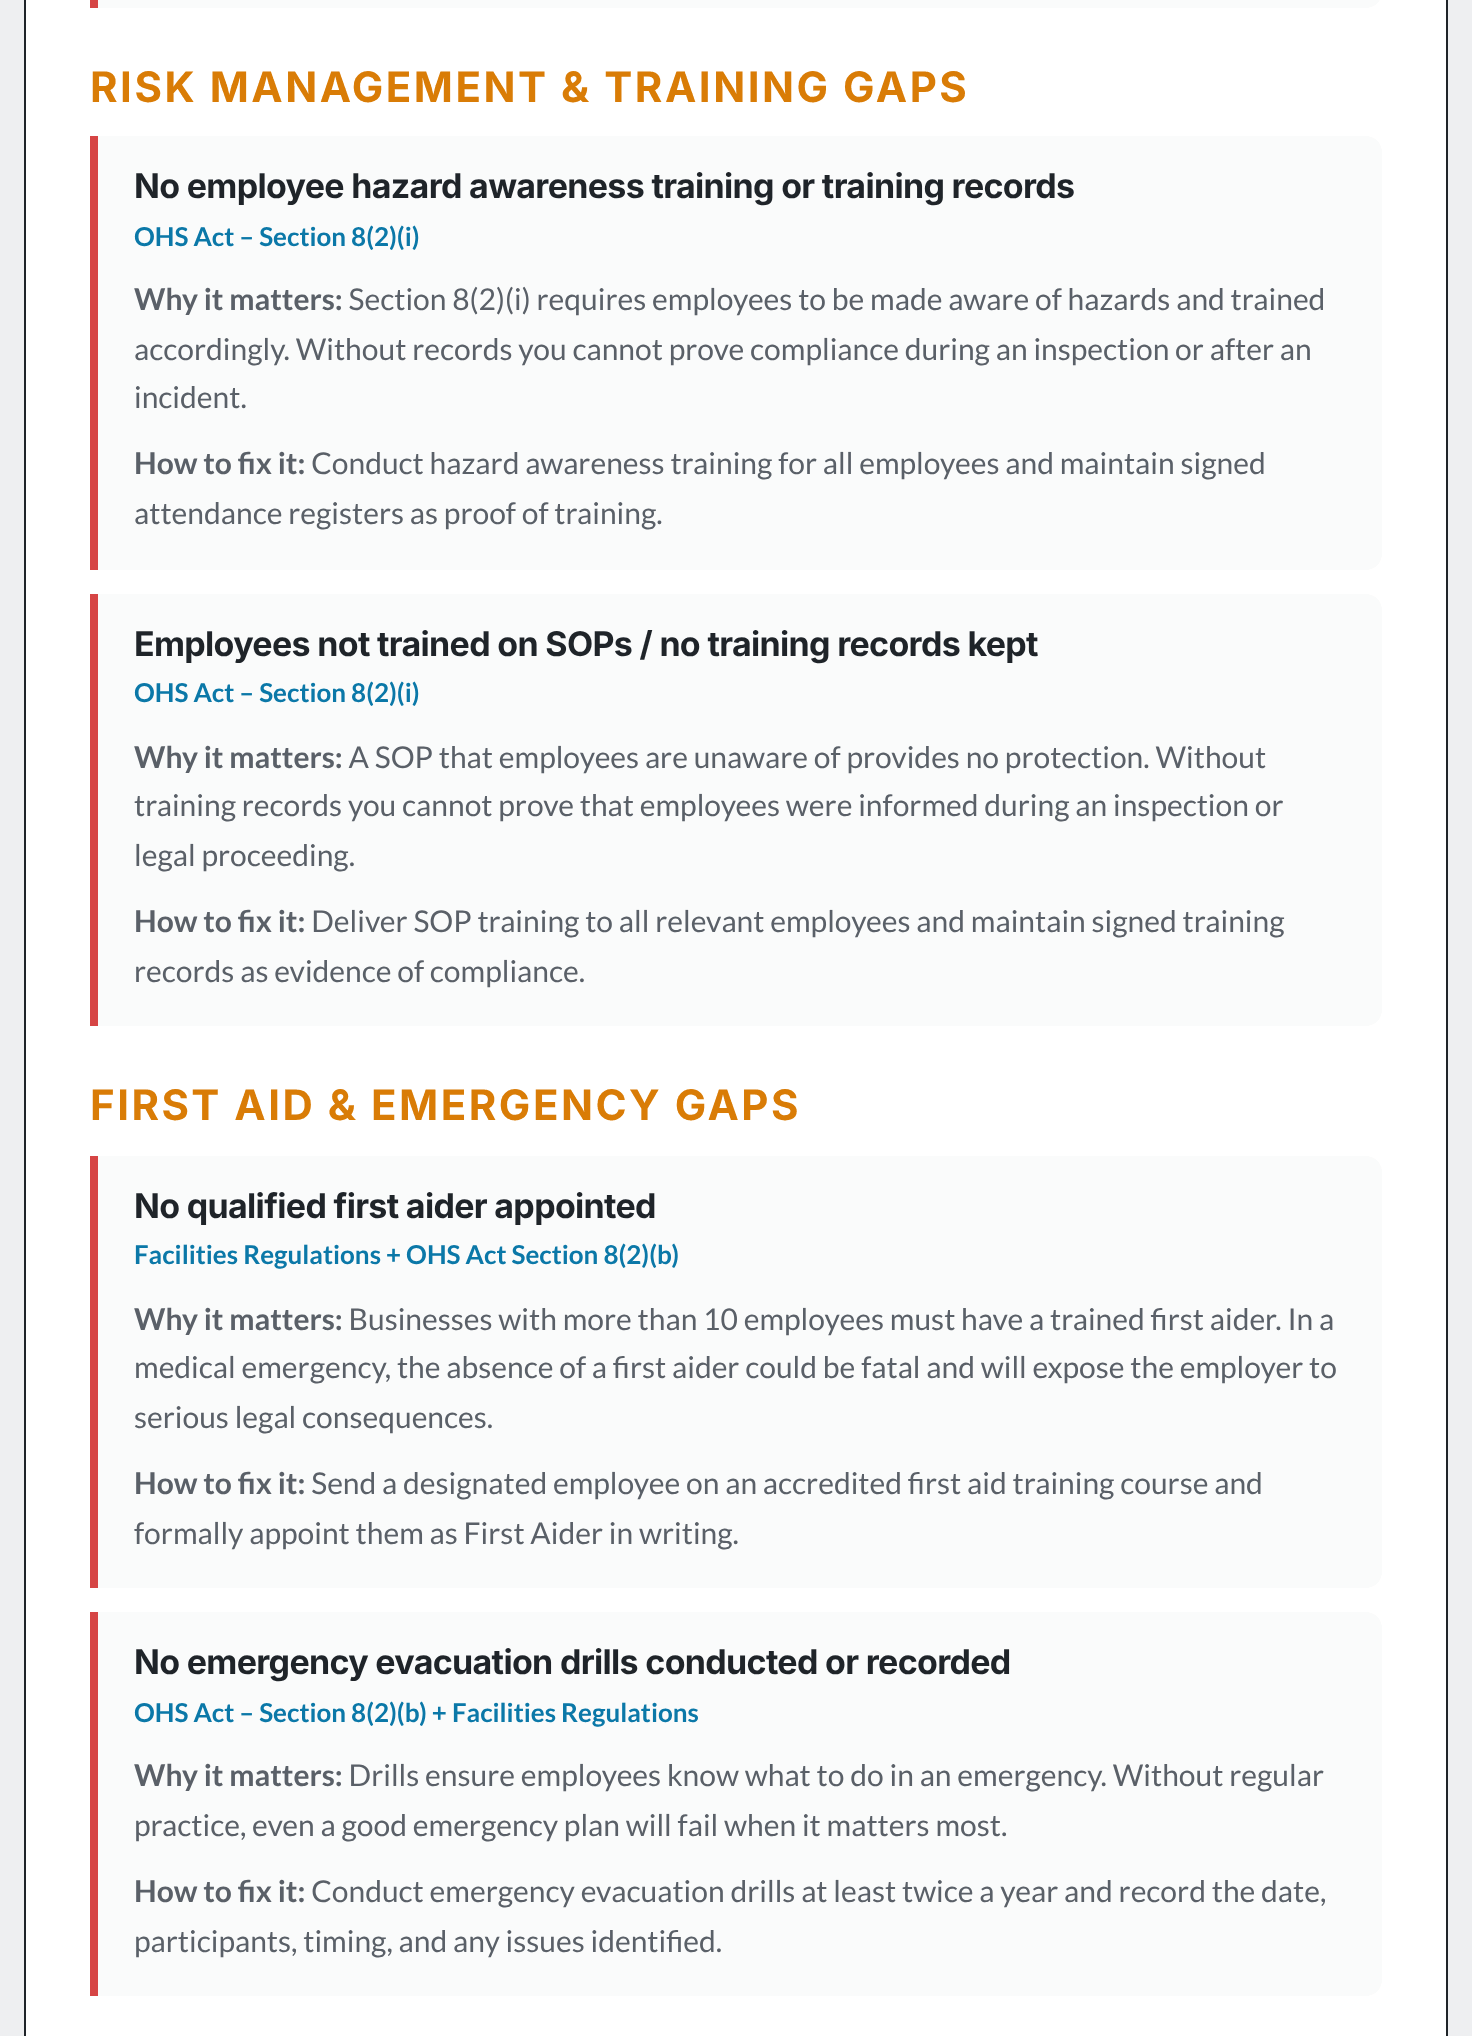 RISK MANAGEMENT & TRAINING GAPS
No employee hazard awareness training or training records
OHS Act – Section 8(2)(i)
Why it matters: Section 8(2)(i) requires employees to be made aware of hazards and trained
accordingly. Without records you cannot prove compliance during an inspection or after an
incident.
How to fix it: Conduct hazard awareness training for all employees and maintain signed
attendance registers as proof of training.
Employees not trained on SOPs / no training records kept
OHS Act – Section 8(2)(i)
Why it matters: A SOP that employees are unaware of provides no protection. Without
training records you cannot prove that employees were informed during an inspection or
legal proceeding.
How to fix it: Deliver SOP training to all relevant employees and maintain signed training
records as evidence of compliance.
FIRST AID & EMERGENCY GAPS
No qualified first aider appointed
Facilities Regulations + OHS Act Section 8(2)(b)
Why it matters: Businesses with more than 10 employees must have a trained first aider. In a
medical emergency, the absence of a first aider could be fatal and will expose the employer to
serious legal consequences.
How to fix it: Send a designated employee on an accredited first aid training course and
formally appoint them as First Aider in writing.
No emergency evacuation drills conducted or recorded
OHS Act – Section 8(2)(b) + Facilities Regulations
Why it matters: Drills ensure employees know what to do in an emergency. Without regular
practice, even a good emergency plan will fail when it matters most.
How to fix it: Conduct emergency evacuation drills at least twice a year and record the date,
participants, timing, and any issues identified.